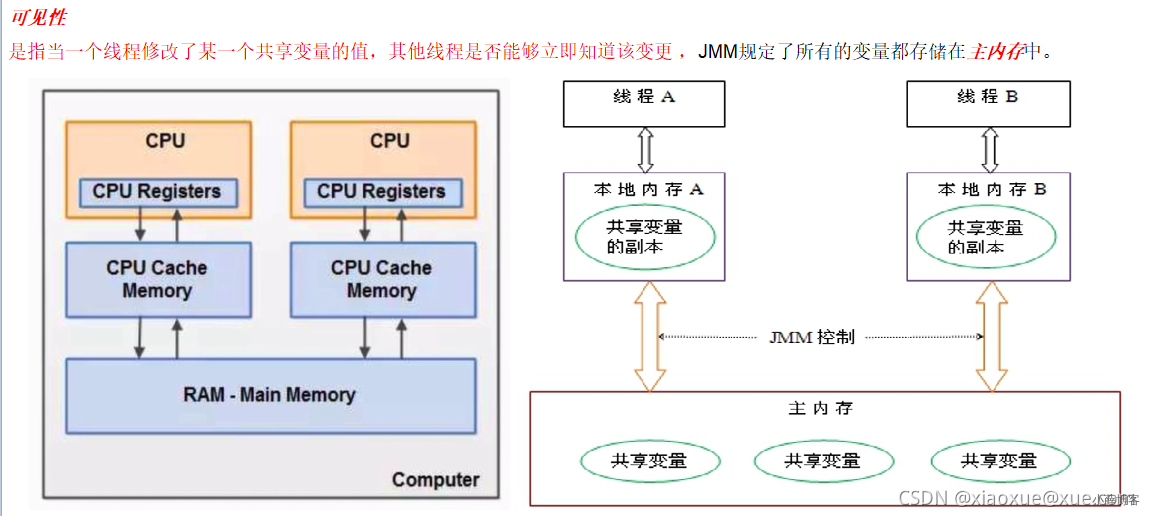 可见性
是指当一个线程修改了某一个共享变量的值，其他线程是否能够立即知道该变更 ，JMM规定了所有的变量都存储在主内存中。
CPU
CPU Registers
CPU Cache
Memory
CPU
CPU Registers
CPU Cache
Memory
RAM - Main Memory
Computer
线程 A
本地内存 A
共享变量
的副本
线程 B
本地内存 B
共享变量
的副本
JMM 控制
主内存
共享变量
共享变量
共享变量
CSDN @xiaoxue@xue